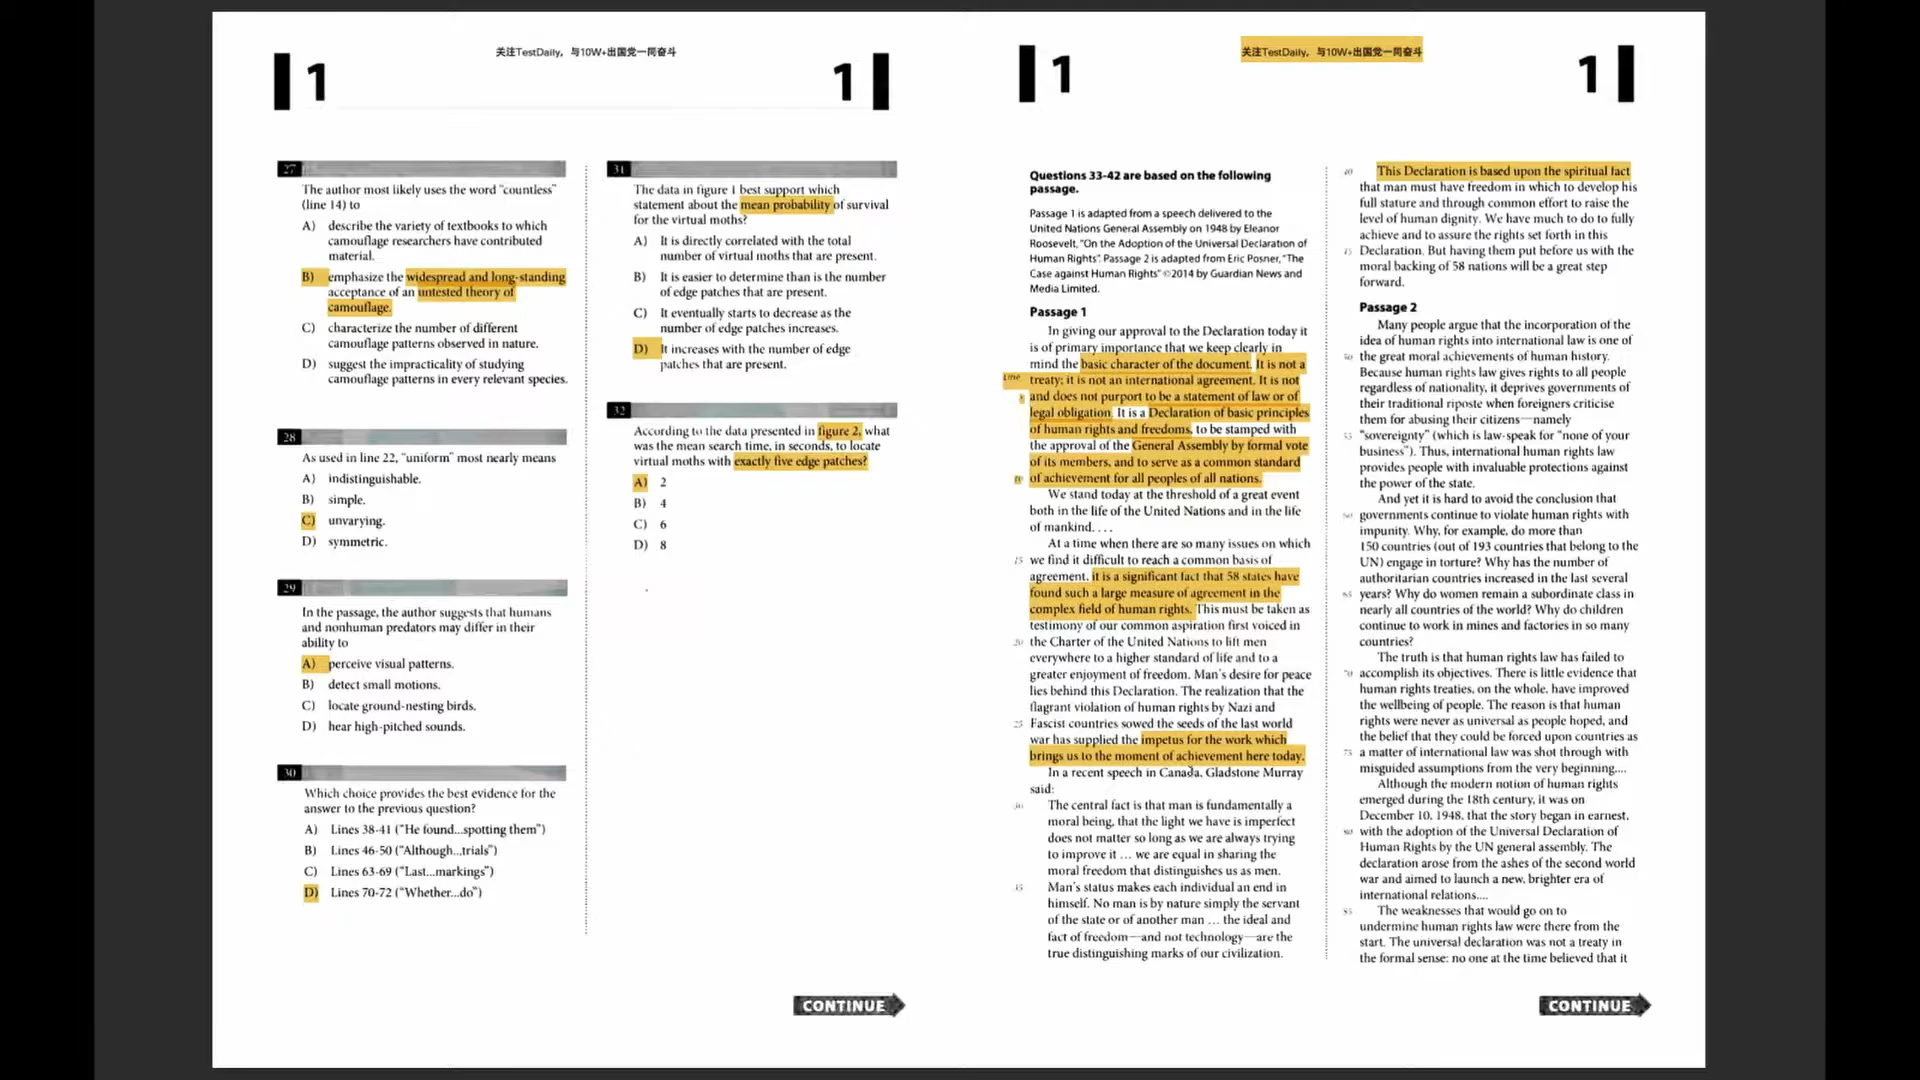 关注TestDaily，与10W+出国党一同奋斗
1
1
27
The author most likely uses the word “countless”
(line 14) to
A) describe the variety of textbooks to which
camouflage researchers have contributed
material.
B) emphasize the widespread and long-standing
acceptance of an untested theory of
camouflage.
C) characterize the number of different
camouflage patterns observed in nature.
D) suggest the impracticality of studying
camouflage patterns in every relevant species.
28
As used in line 22, “uniform” most nearly means
A) indistinguishable.
B) simple.
C) unvarying.
D) symmetric.
29
In the passage, the author suggests that humans
and nonhuman predators may differ in their
ability to
A) perceive visual patterns.
B) detect small motions.
C) locate ground-nesting birds.
D) hear high-pitched sounds.
30
Which choice provides the best evidence for the
answer to the previous question?
A) Lines 38-41 (“He found...spotting them”)
B) Lines 46-50 (“Although...trials”)
C) Lines 63-69 (“Last...markings”)
D) Lines 70-72 (“Whether...do”)
31
The data in figure 1 best support which
statement about the mean probability of survival
for the virtual moths?
A) It is directly correlated with the total
number of virtual moths that are present.
B) It is easier to determine than is the number
of edge patches that are present.
C) It eventually starts to decrease as the
number of edge patches increases.
D) It increases with the number of edge
patches that are present.
32
According to the data presented in figure 2, what
was the mean search time, in seconds, to locate
virtual moths with exactly five edge patches?
A) 2
B) 4
C) 6
D) 8
CONTINUE
关注TestDaily，与10W+出国党一同奋斗
1
1
Questions 33-42 are based on the following
passage.
Passage 1 is adapted from a speech delivered to the
United Nations General Assembly on 1948 by Eleanor
Roosevelt, “On the Adoption of the Universal Declaration of
Human Rights”. Passage 2 is adapted from Eric Posner, “The
Case against Human Rights” ©2014 by Guardian News and
Media Limited.
Passage 1
In giving our approval to the Declaration today it
is of primary importance that we keep clearly in
mind the basic character of the document. It is not a
Line treaty; it is not an international agreement. It is not
5 and does not purport to be a statement of law or of
legal obligation. It is a Declaration of basic principles
of human rights and freedoms, to be stamped with
the approval of the General Assembly by formal vote
of its members, and to serve as a common standard
10 of achievement for all peoples of all nations.
We stand today at the threshold of a great event
both in the life of the United Nations and in the life
of mankind. . . .
At a time when there are so many issues on which
15 we find it difficult to reach a common basis of
agreement, it is a significant fact that 58 states have
found such a large measure of agreement in the
complex field of human rights. This must be taken as
testimony of our common aspiration first voiced in
20 the Charter of the United Nations to lift men
everywhere to a higher standard of life and to a
greater enjoyment of freedom. Man's desire for peace
lies behind this Declaration. The realization that the
flagrant violation of human rights by Nazi and
25 Fascist countries sowed the seeds of the last world
war has supplied the impetus for the work which
brings us to the moment of achievement here today.
In a recent speech in Canada, Gladstone Murray
said:
30 The central fact is that man is fundamentally a
moral being, that the light we have is imperfect
does not matter so long as we are always trying
to improve it ... we are equal in sharing the
moral freedom that distinguishes us as men.
35 Man's status makes each individual an end in
himself. No man is by nature simply the servant
of the state or of another man ... the ideal and
fact of freedom—and not technology—are the
true distinguishing marks of our civilization.
40 This Declaration is based upon the spiritual fact
that man must have freedom in which to develop his
full stature and through common effort to raise the
level of human dignity. We have much to do to fully
achieve and to assure the rights set forth in this
45 Declaration. But having them put before us with the
moral backing of 58 nations will be a great step
forward.
Passage 2
Many people argue that the incorporation of the
idea of human rights into international law is one of
50 the great moral achievements of human history.
Because human rights law gives rights to all people
regardless of nationality, it deprives governments of
their traditional riposte when foreigners criticise
them for abusing their citizens—namely
55 “sovereignty” (which is law-speak for “none of your
business”). Thus, international human rights law
provides people with invaluable protections against
the power of the state.
And yet it is hard to avoid the conclusion that
60 governments continue to violate human rights with
impunity. Why, for example, do more than
150 countries (out of 193 countries that belong to the
UN) engage in torture? Why has the number of
authoritarian countries increased in the last several
65 years? Why do women remain a subordinate class in
nearly all countries of the world? Why do children
continue to work in mines and factories in so many
countries?
The truth is that human rights law has failed to
70 accomplish its objectives. There is little evidence that
human rights treaties, on the whole, have improved
the wellbeing of people. The reason is that human
rights were never as universal as people hoped, and
the belief that they could be forced upon countries as
75 a matter of international law was shot through with
misguided assumptions from the very beginning....
Although the modern notion of human rights
emerged during the 18th century, it was on
December 10, 1948, that the story began in earnest,
80 with the adoption of the Universal Declaration of
Human Rights by the UN general assembly. The
declaration arose from the ashes of the second world
war and aimed to launch a new, brighter era of
international relations....
85 The weaknesses that would go on to
undermine human rights law were there from the
start. The universal declaration was not a treaty in
the formal sense: no one at the time believed that it
CONTINUE